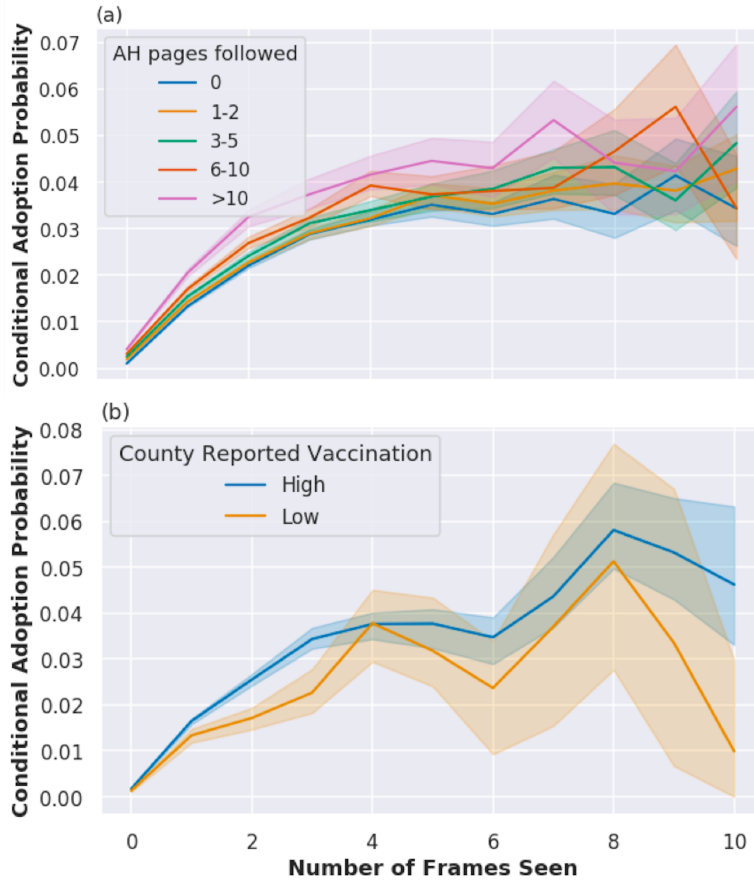 (a)
Conditional Adoption Probability
0.07
0.06
0.05
0.04
0.03
0.02
0.01
0.00
AH pages followed
0
1-2
3-5
6-10
>10
(b)
Conditional Adoption Probability
0.08
0.07
0.06
0.05
0.04
0.03
0.02
0.01
0.00
County Reported Vaccination
High
Low
0 2 4 6 8 10
Number of Frames Seen